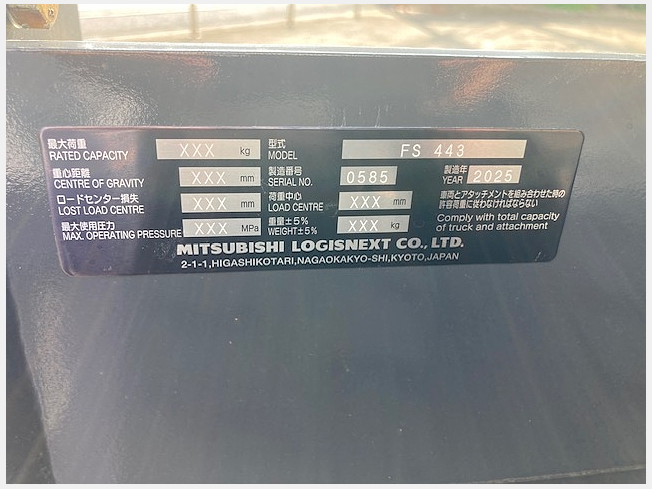 最大荷重 RATED CAPACITY XXX kg
型式 MODEL FS 443
重心距離 CENTRE OF GRAVITY XXX mm
製造番号 SERIAL NO. 0585
製造年 YEAR 2025
ロードセンター損失 LOST LOAD CENTRE XXX mm
荷重中心 LOAD CENTRE XXX mm
車両とアタッチメントを組み合わせた時の
許容荷重に従わなければならない
最大使用圧力 MAX. OPERATING PRESSURE XXX MPa
重量±5% WEIGHT±5% XXX kg
Comply with total capacity
of truck and attachment
MITSUBISHI LOGISNEXT CO., LTD.
2-1-1,HIGASHIKOTARI,NAGAOKAKYO-SHI,KYOTO,JAPAN